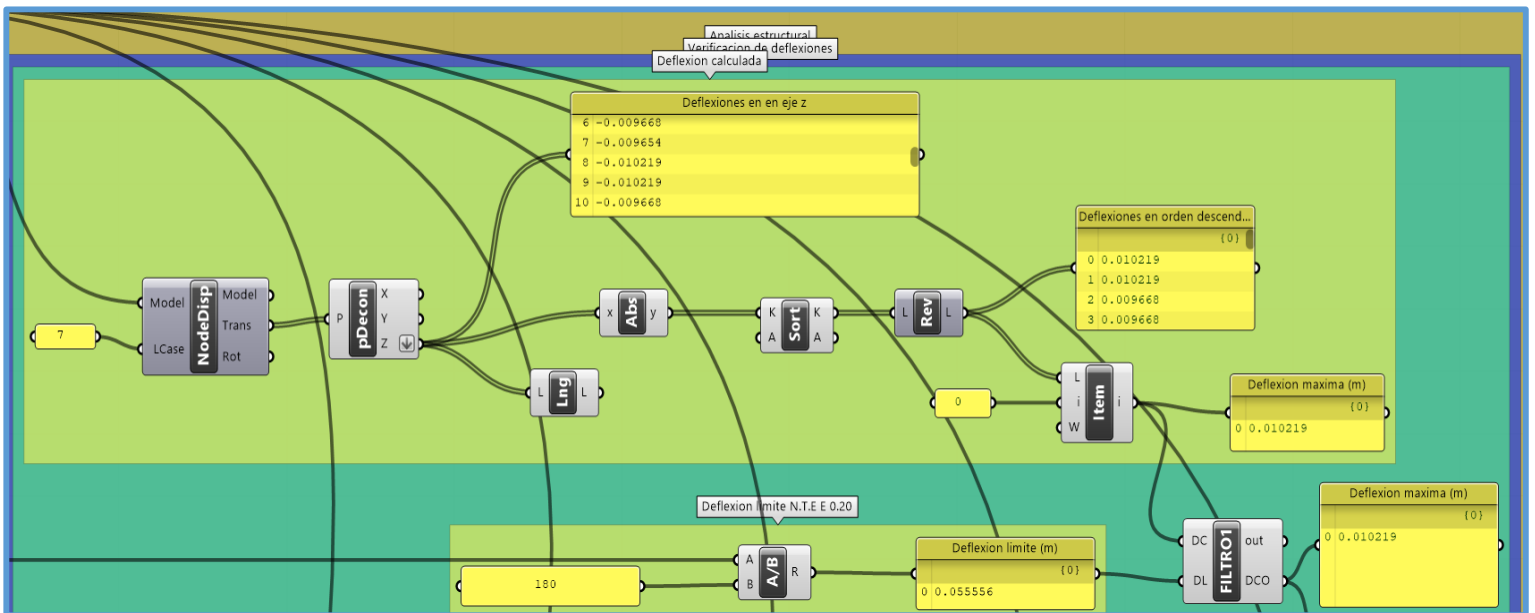 Analisis estructural
Verificacion de deflexiones
Deflexion calculada
Deflexiones en en eje z
6 -0.009668
7 -0.009654
8 -0.010219
9 -0.010219
10 -0.009668
Deflexiones en orden descend...
{0}
0 0.010219
1 0.010219
2 0.009668
3 0.009668
7
Model
LCase
NodeDisp
Model
Trans
Rot
P
pDecon
X
Y
Z
x
Abs
y
K
A
Sort
K
A
L
Rev
L
L
Lng
L
0
L
i
W
Item
i
Deflexion maxima (m)
{0}
0 0.010219
Deflexion limite N.T.E E 0.20
180
A
B
A/B
R
Deflexion limite (m)
{0}
0 0.055556
DC
DL
FILTRO1
out
DCO
Deflexion maxima (m)
{0}
0 0.010219